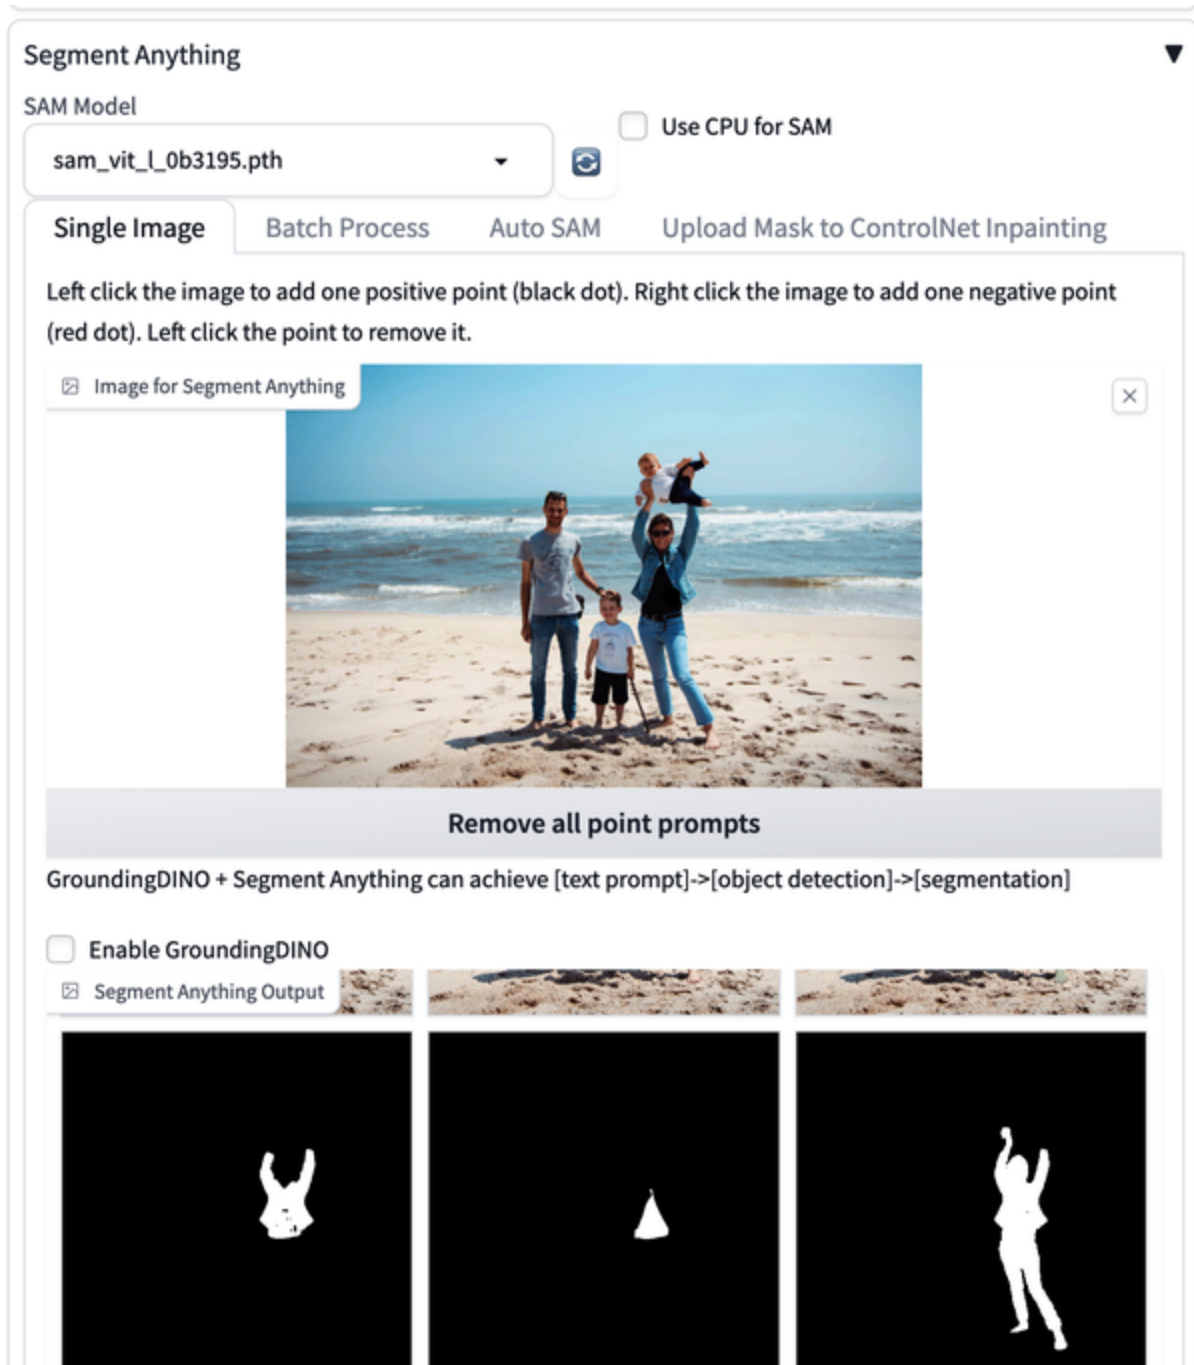 Segment Anything
SAM Model
Use CPU for SAM
sam_vit_l_0b3195.pth
Single Image
Batch Process
Auto SAM
Upload Mask to ControlNet Inpainting
Left click the image to add one positive point (black dot). Right click the image to add one negative point
(red dot). Left click the point to remove it.
Image for Segment Anything
Remove all point prompts
GroundingDINO + Segment Anything can achieve [text prompt]->[object detection]->[segmentation]
Enable GroundingDINO
Segment Anything Output